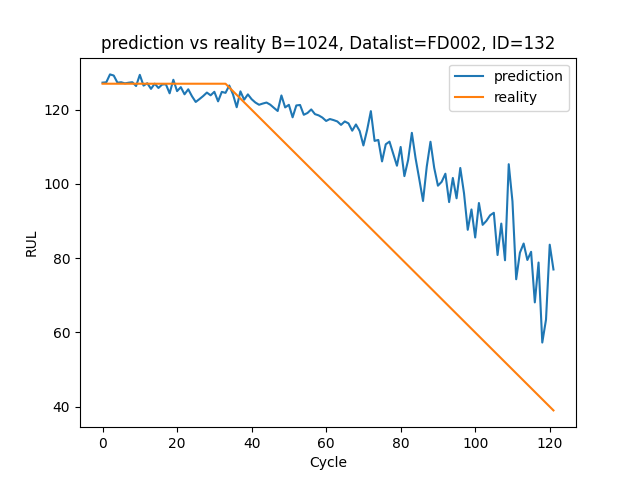 prediction vs reality B=1024, Datalist=FD002, ID=132
prediction
reality
RUL
120
100
80
60
40
0 20 40 60 80 100 120
Cycle